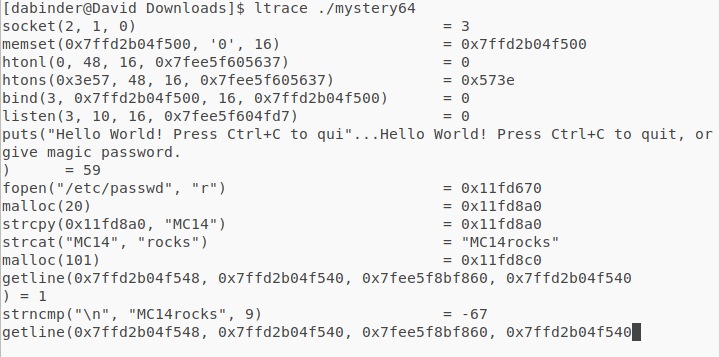 [dabinder@David Downloads]$ ltrace ./mystery64
socket(2, 1, 0) = 3
memset(0x7ffd2b04f500, '0', 16) = 0x7ffd2b04f500
htonl(0, 48, 16, 0x7fee5f605637) = 0
htons(0x3e57, 48, 16, 0x7fee5f605637) = 0x573e
bind(3, 0x7ffd2b04f500, 16, 0x7ffd2b04f500) = 0
listen(3, 10, 16, 0x7fee5f604fd7) = 0
puts("Hello World! Press Ctrl+C to qui"...Hello World! Press Ctrl+C to quit, or
give magic password.
) = 59
fopen("/etc/passwd", "r") = 0x11fd670
malloc(20) = 0x11fd8a0
strcpy(0x11fd8a0, "MC14") = 0x11fd8a0
strcat("MC14", "rocks") = "MC14rocks"
malloc(101) = 0x11fd8c0
getline(0x7ffd2b04f548, 0x7ffd2b04f540, 0x7fee5f8bf860, 0x7ffd2b04f540
) = 1
strncmp("\n", "MC14rocks", 9) = -67
getline(0x7ffd2b04f548, 0x7ffd2b04f540, 0x7fee5f8bf860, 0x7ffd2b04f540